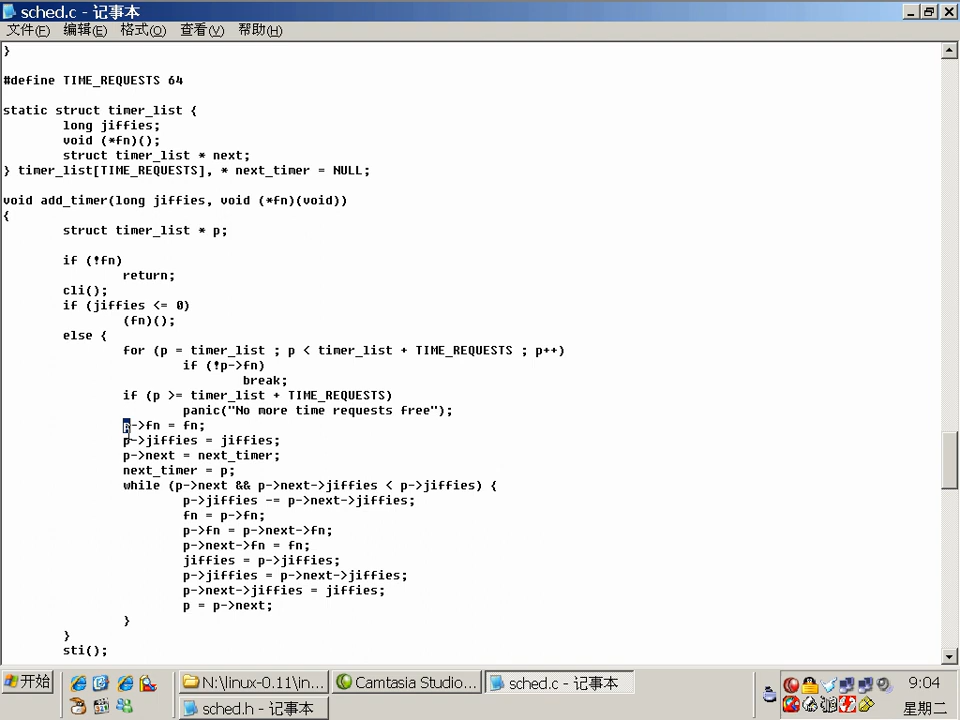 sched.c - 记事本
文件(F) 编辑(E) 格式(O) 查看(V) 帮助(H)
}
#define TIME_REQUESTS 64
static struct timer_list {
long jiffies;
void (*fn)();
struct timer_list * next;
} timer_list[TIME_REQUESTS], * next_timer = NULL;
void add_timer(long jiffies, void (*fn)(void))
{
struct timer_list * p;
if (!fn)
return;
cli();
if (jiffies <= 0)
(fn)();
else {
for (p = timer_list ; p < timer_list + TIME_REQUESTS ; p++)
if (!p->fn)
break;
if (p >= timer_list + TIME_REQUESTS)
panic("No more time requests free");
p->fn = fn;
p->jiffies = jiffies;
p->next = next_timer;
next_timer = p;
while (p->next && p->next->jiffies < p->jiffies) {
p->jiffies -= p->next->jiffies;
fn = p->fn;
p->fn = p->next->fn;
p->next->fn = fn;
jiffies = p->jiffies;
p->jiffies = p->next->jiffies;
p->next->jiffies = jiffies;
p = p->next;
}
}
sti();
开始 N:\linux-0.11\in... Camtasia Studio... sched.c - 记事本 9:04
sched.h - 记事本 星期二